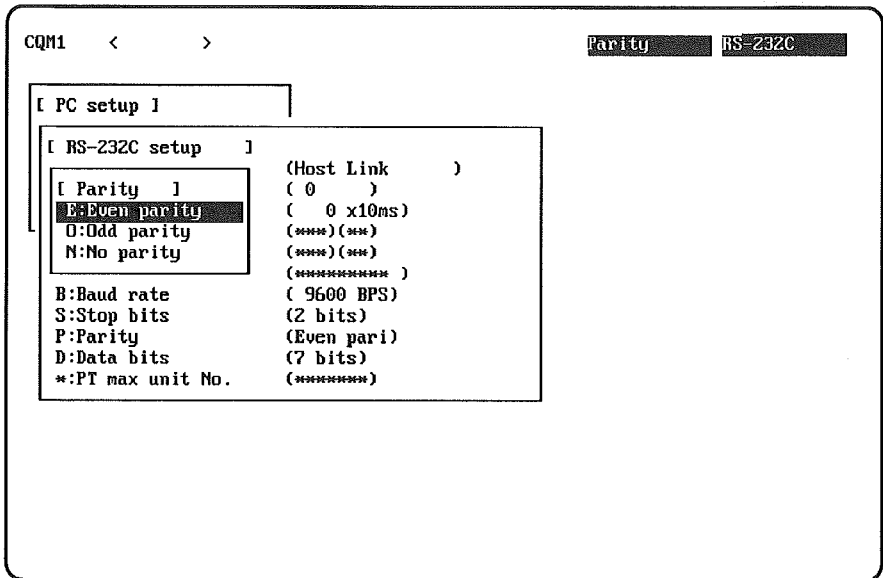 CQM1 < > Parity RS-232C
[ PC setup ]
[ RS-232C setup ]
(Host Link )
[ Parity ] ( 0 )
E:Even parity ( 0 x10ms)
O:Odd parity (***)(**)
N:No parity (***)(**)
(********* )
B:Baud rate ( 9600 BPS)
S:Stop bits (2 bits)
P:Parity (Even pari)
D:Data bits (7 bits)
*:PT max unit No. (*******)